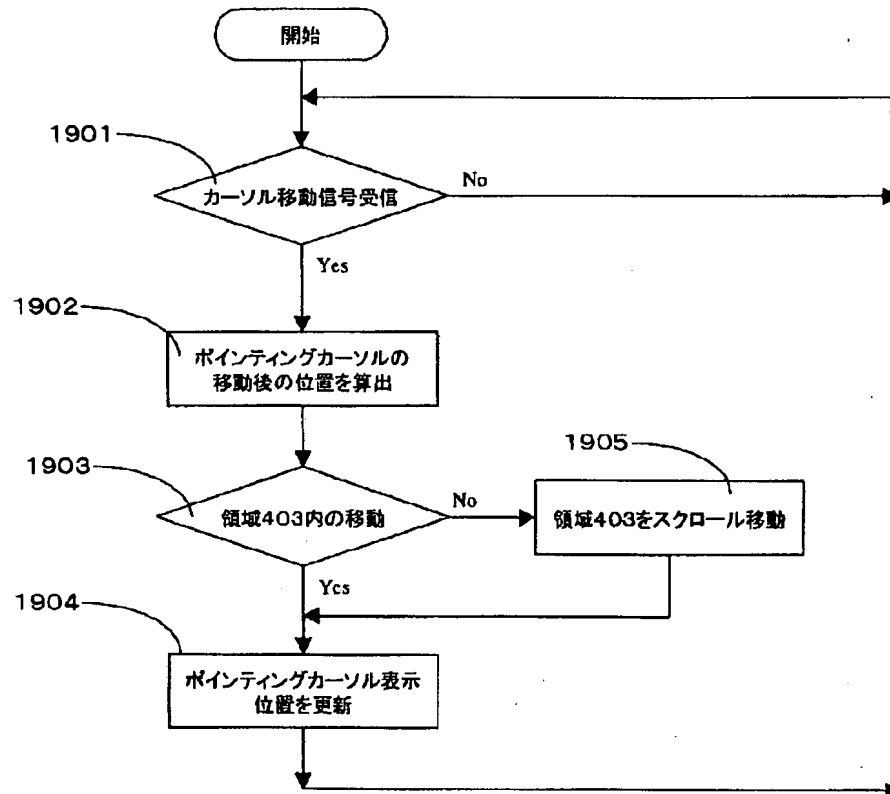 開始
1901
カーソル移動信号受信
No
Yes
1902
ポインティングカーソルの
移動後の位置を算出
1903
領域403内の移動
No
1905
領域403をスクロール移動
Yes
1904
ポインティングカーソル表示
位置を更新